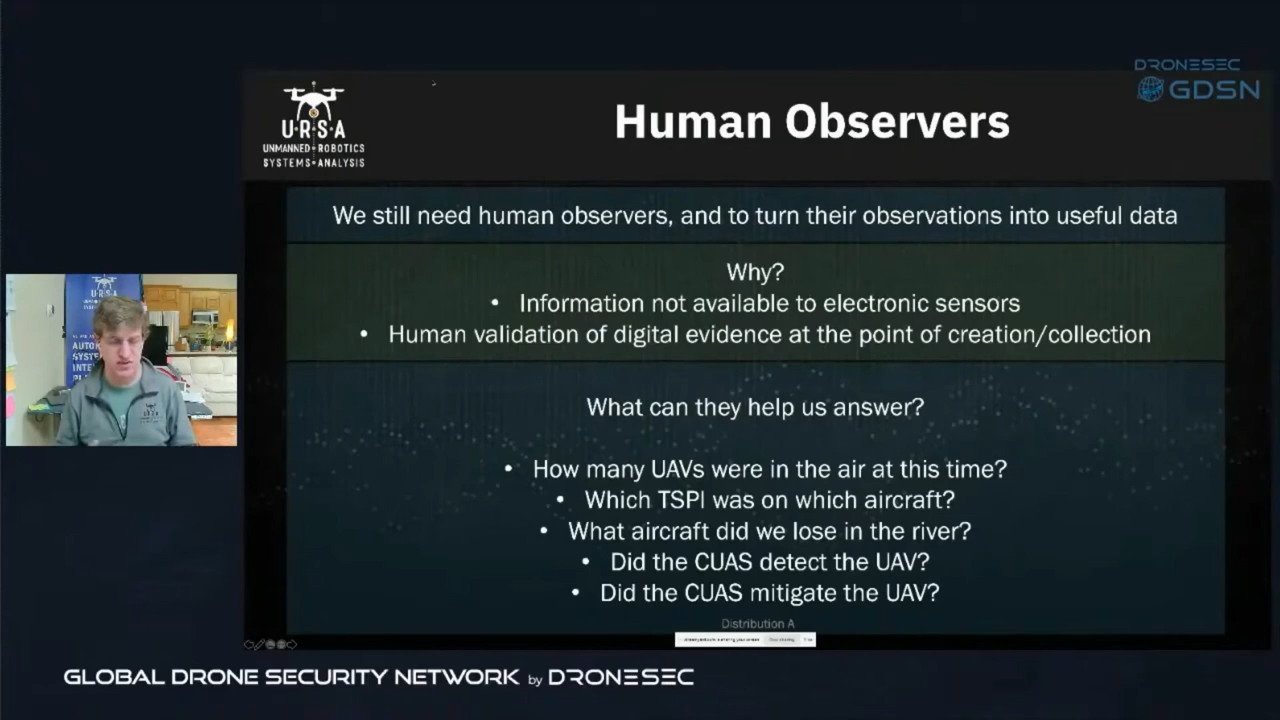 DRONESEC
GDSN
U·R·S·A
UNMANNED·ROBOTICS
SYSTEMS·ANALYSIS
Human Observers
We still need human observers, and to turn their observations into useful data
Why?
• Information not available to electronic sensors
• Human validation of digital evidence at the point of creation/collection
What can they help us answer?
• How many UAVs were in the air at this time?
• Which TSPI was on which aircraft?
• What aircraft did we lose in the river?
• Did the CUAS detect the UAV?
• Did the CUAS mitigate the UAV?
Distribution A
GLOBAL DRONE SECURITY NETWORK by DRONESEC